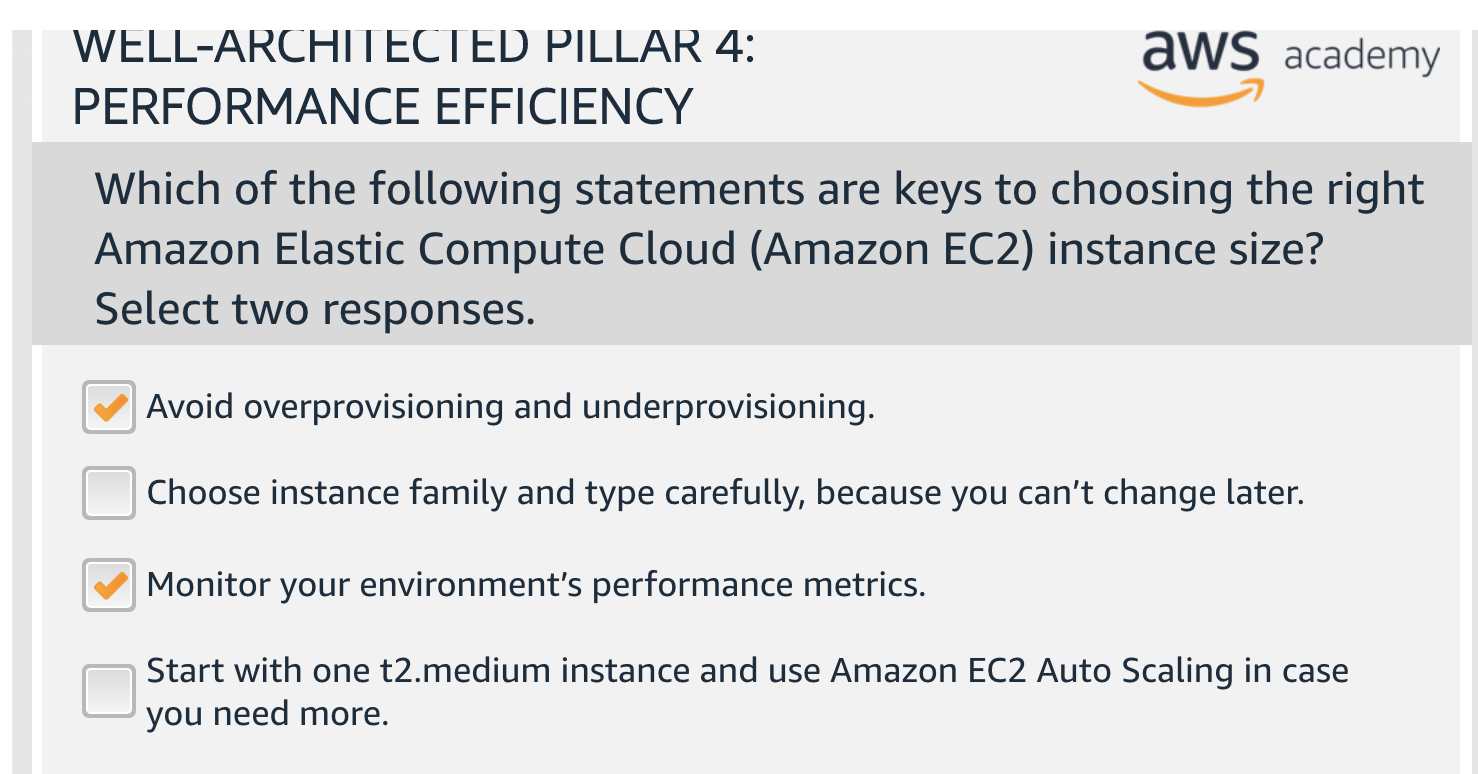 WELL-ARCHITECTED PILLAR 4:
PERFORMANCE EFFICIENCY
aws academy
Which of the following statements are keys to choosing the right
Amazon Elastic Compute Cloud (Amazon EC2) instance size?
Select two responses.
Avoid overprovisioning and underprovisioning.
Choose instance family and type carefully, because you can’t change later.
Monitor your environment’s performance metrics.
Start with one t2.medium instance and use Amazon EC2 Auto Scaling in case
you need more.